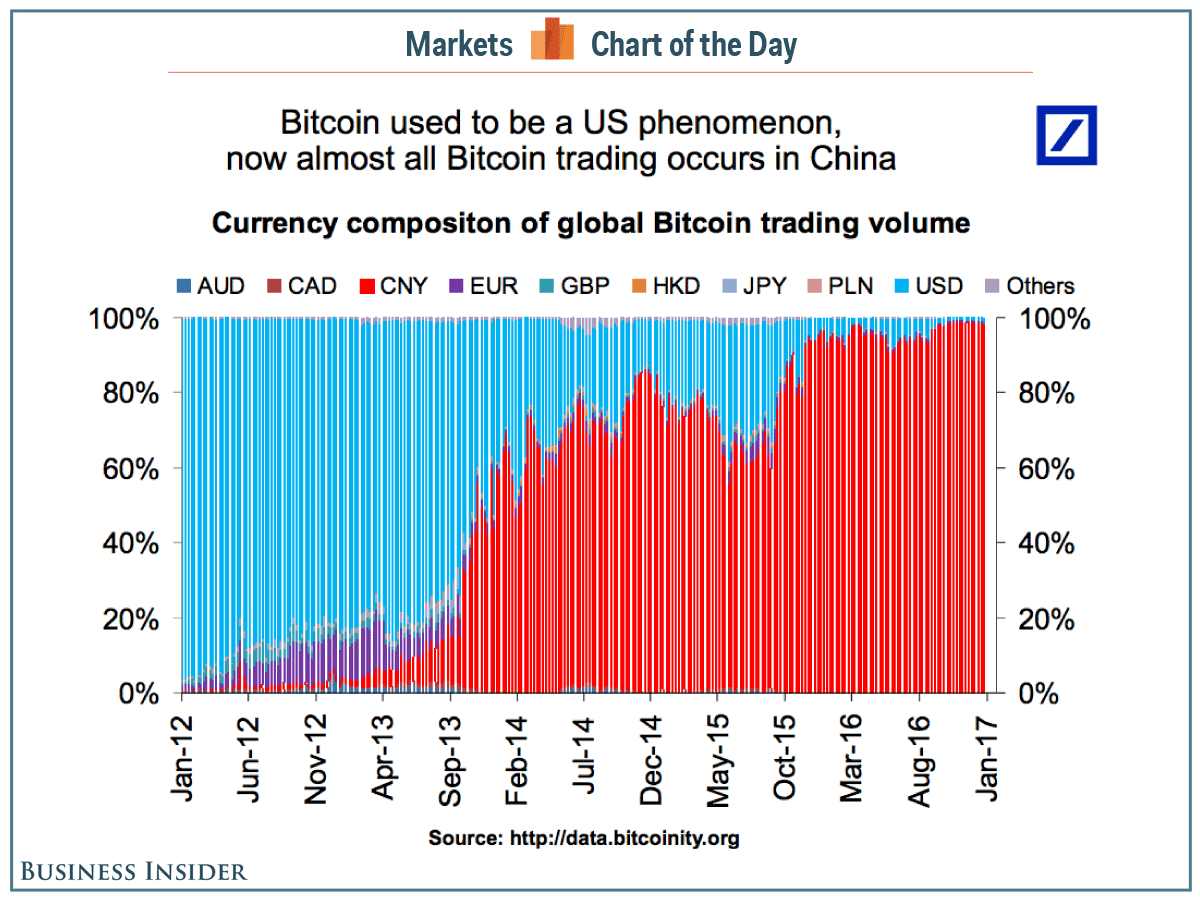 Markets Chart of the Day
Bitcoin used to be a US phenomenon,
now almost all Bitcoin trading occurs in China
Currency compositon of global Bitcoin trading volume
AUD CAD CNY EUR GBP HKD JPY PLN USD Others
100% 100%
80% 80%
60% 60%
40% 40%
20% 20%
0% 0%
Jan-12 Jun-12 Nov-12 Apr-13 Sep-13 Feb-14 Jul-14 Dec-14 May-15 Oct-15 Mar-16 Aug-16 Jan-17
Source: http://data.bitcoinity.org
BUSINESS INSIDER